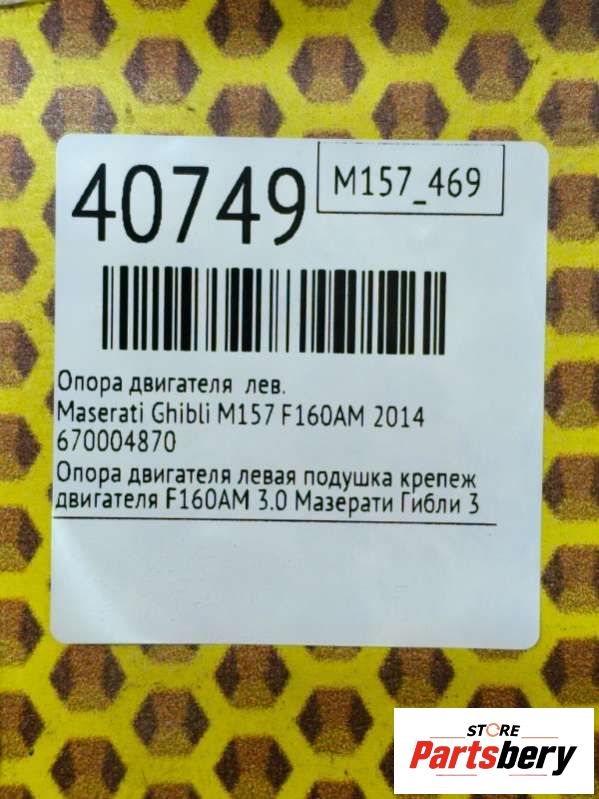 40749
M157_469
Опора двигателя лев.
Maserati Ghibli M157 F160AM 2014
670004870
Опора двигателя левая подушка крепеж
двигателя F160AM 3.0 Мазерати Гибли 3
STORE
Partsbery